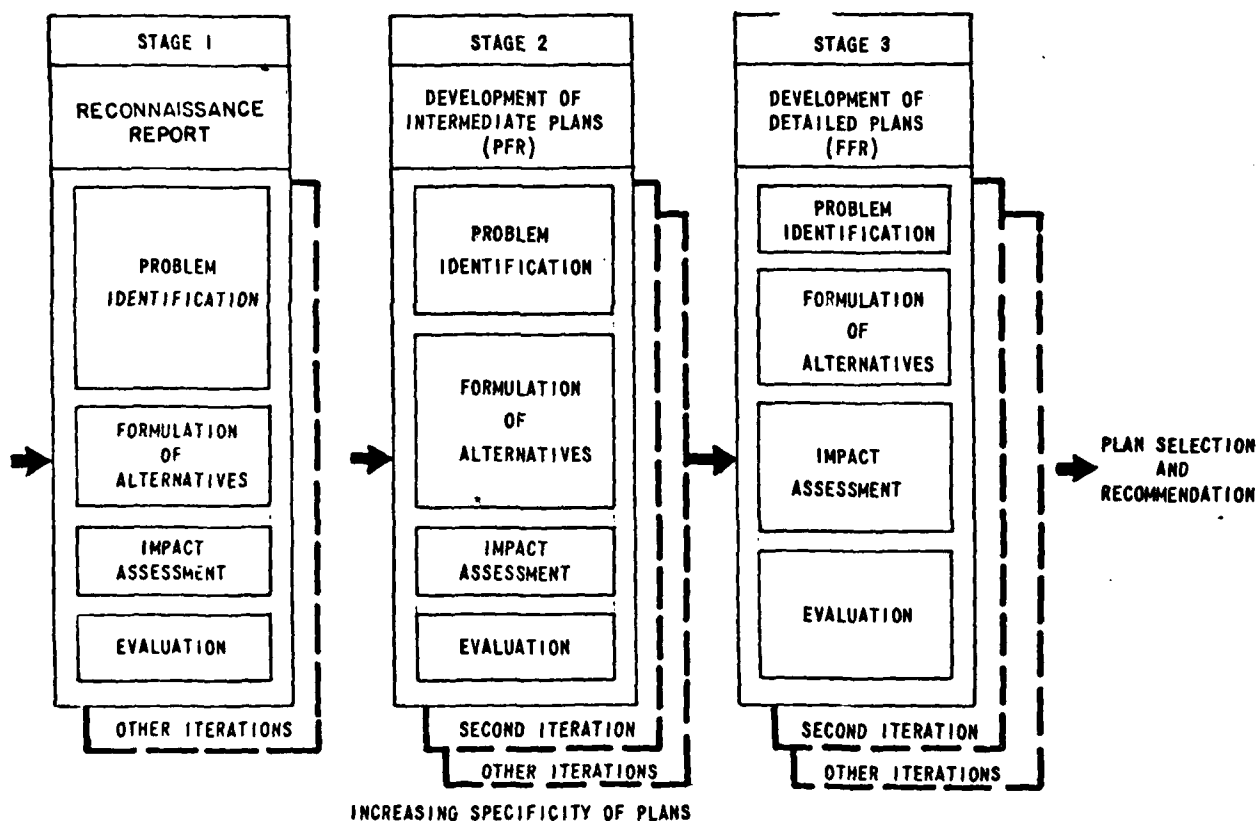 STAGE 1
RECONNAISSANCE
REPORT
PROBLEM
IDENTIFICATION
FORMULATION
OF
ALTERNATIVES
IMPACT
ASSESSMENT
EVALUATION
OTHER ITERATIONS
STAGE 2
DEVELOPMENT OF
INTERMEDIATE PLANS
(PFR)
PROBLEM
IDENTIFICATION
FORMULATION
OF
ALTERNATIVES
IMPACT
ASSESSMENT
EVALUATION
SECOND ITERATION
OTHER ITERATIONS
STAGE 3
DEVELOPMENT OF
DETAILED PLANS
(FFR)
PROBLEM
IDENTIFICATION
FORMULATION
OF
ALTERNATIVES
IMPACT
ASSESSMENT
EVALUATION
SECOND ITERATION
OTHER ITERATIONS
PLAN SELECTION
AND
RECOMMENDATION
INCREASING SPECIFICITY OF PLANS